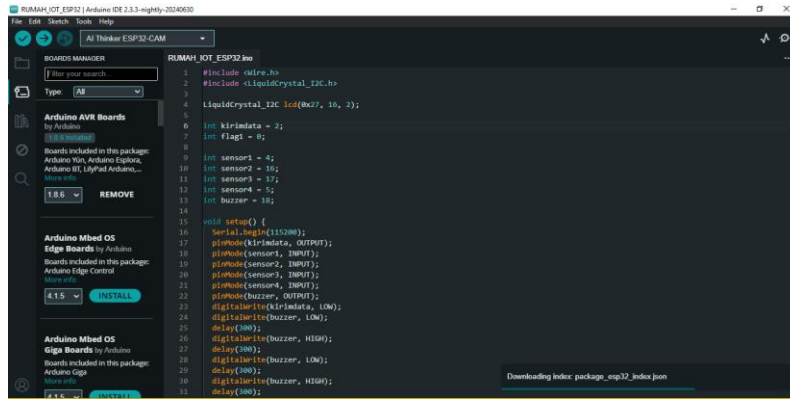 RUMAH_IOT_ESP32 | Arduino IDE 2.3.3-nightly-20240630
File Edit Sketch Tools Help
AI Thinker ESP32-CAM
BOARDS MANAGER
Filter your search...
Type: All
Arduino AVR Boards
by Arduino
1.8.6 installed
Boards included in this package:
Arduino Yún, Arduino Esplora,
Arduino BT, LilyPad Arduino,...
More info
1.8.6
REMOVE
Arduino Mbed OS
Edge Boards by Arduino
Boards included in this package:
Arduino Edge Control
More info
4.1.5
INSTALL
Arduino Mbed OS
Giga Boards by Arduino
Boards included in this package:
Arduino Giga
More info
4.1.5
INSTALL
RUMAH_IOT_ESP32.ino
1 #include <Wire.h>
2 #include <LiquidCrystal_I2C.h>
3
4 LiquidCrystal_I2C lcd(0x27, 16, 2);
5
6 int kirimdata = 2;
7 int flag1 = 0;
8
9 int sensor1 = 4;
10 int sensor2 = 16;
11 int sensor3 = 17;
12 int sensor4 = 5;
13 int buzzer = 18;
14
15 void setup() {
16 Serial.begin(115200);
17 pinMode(kirimdata, OUTPUT);
18 pinMode(sensor1, INPUT);
19 pinMode(sensor2, INPUT);
20 pinMode(sensor3, INPUT);
21 pinMode(sensor4, INPUT);
22 pinMode(buzzer, OUTPUT);
23 digitalWrite(kirimdata, LOW);
24 digitalWrite(buzzer, LOW);
25 delay(300);
26 digitalWrite(buzzer, HIGH);
27 delay(300);
28 digitalWrite(buzzer, LOW);
29 delay(300);
30 digitalWrite(buzzer, HIGH);
31 delay(300);
Downloading index: package_esp32_index.json